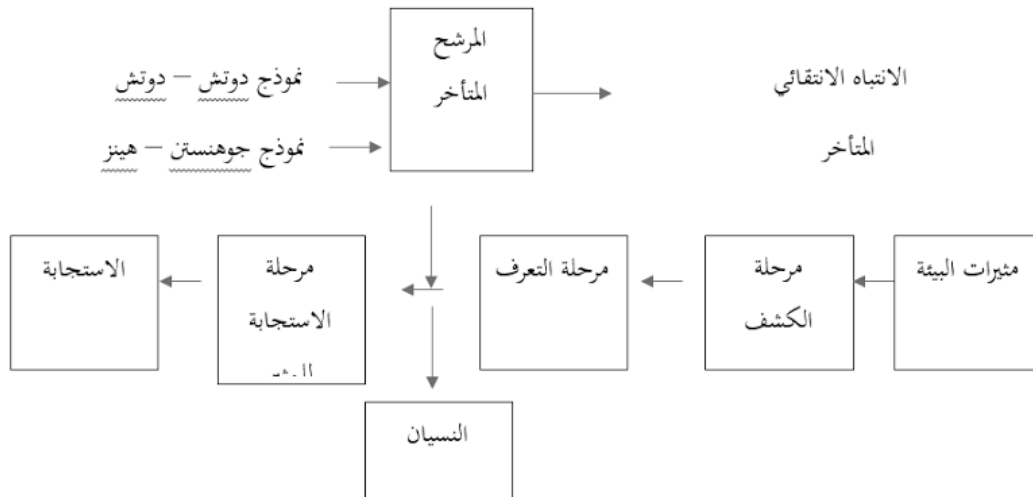 المرشح
المتأخر
الانتباه الانتقائي
المتأخر
نموذج دوتش – دوتش
نموذج جوهنستن – هينز
مثيرات البيئة
مرحلة
الكشف
مرحلة التعرف
مرحلة
الاستجابة
الاستجابة
النسيان